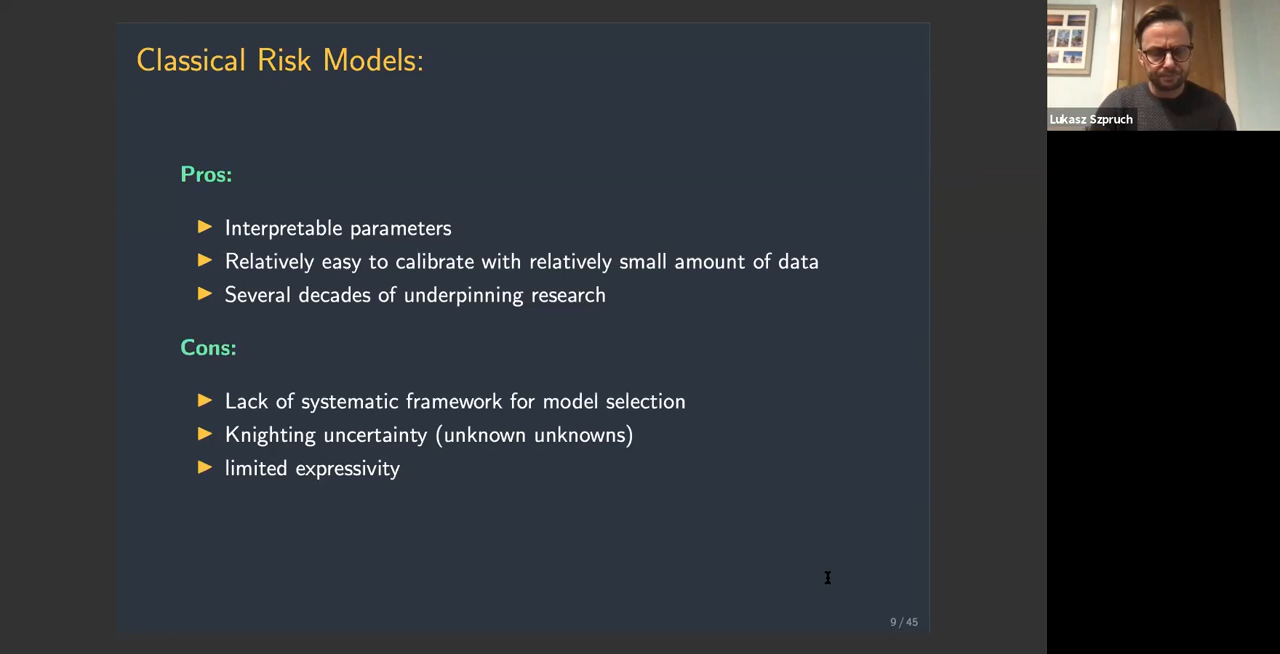 Classical Risk Models:
Pros:
Interpretable parameters
Relatively easy to calibrate with relatively small amount of data
Several decades of underpinning research
Cons:
Lack of systematic framework for model selection
Knighting uncertainty (unknown unknowns)
limited expressivity
9 / 45
Lukasz Szpruch